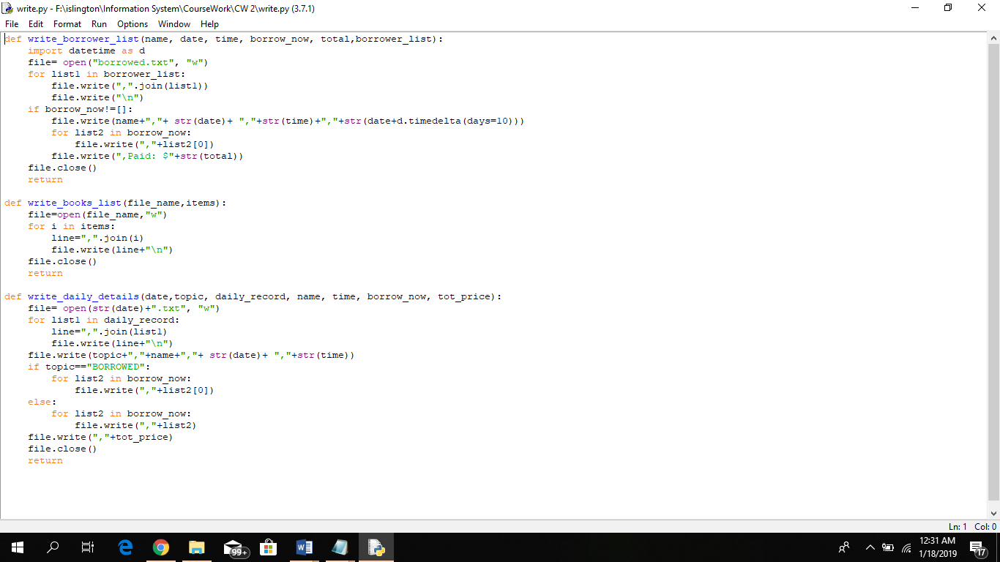 write.py - F:\islington\Information System\CourseWork\CW 2\write.py (3.7.1)
File Edit Format Run Options Window Help
def write_borrower_list(name, date, time, borrow_now, total,borrower_list):
    import datetime as d
    file= open("borrowed.txt", "w")
    for list1 in borrower_list:
        file.write(",".join(list1))
        file.write("\n")
    if borrow_now!=[]:
        file.write(name+","+ str(date)+ ","+str(time)+","+str(date+d.timedelta(days=10)))
        for list2 in borrow_now:
            file.write(","+list2[0])
        file.write(",Paid: $"+str(total))
    file.close()
    return

def write_books_list(file_name,items):
    file=open(file_name,"w")
    for i in items:
        line=",".join(i)
        file.write(line+"\n")
    file.close()
    return

def write_daily_details(date,topic, daily_record, name, time, borrow_now, tot_price):
    file= open(str(date)+".txt", "w")
    for list1 in daily_record:
        line=",".join(list1)
        file.write(line+"\n")
    file.write(topic+","+name+","+ str(date)+ ","+str(time))
    if topic=="BORROWED":
        for list2 in borrow_now:
            file.write(","+list2[0])
    else:
        for list2 in borrow_now:
            file.write(","+list2)
    file.write(","+tot_price)
    file.close()
    return
Ln: 1 Col: 0
99+
12:31 AM
1/18/2019
17